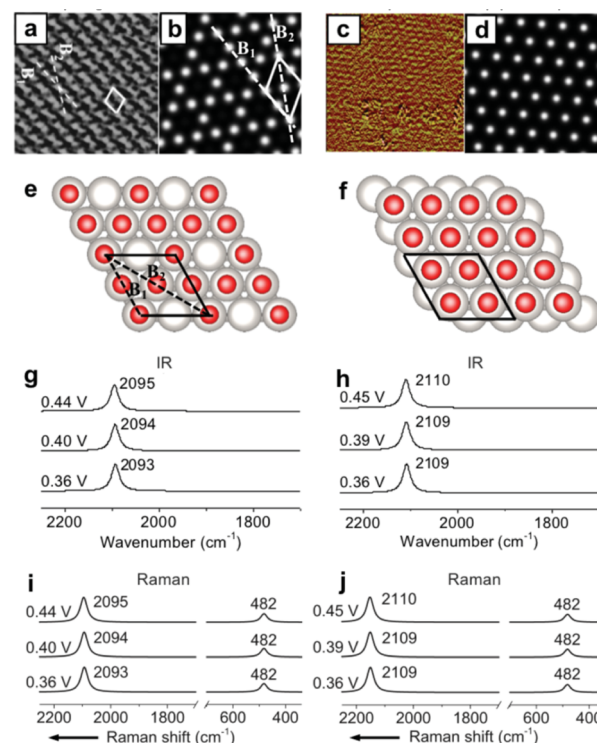 a b c d
B₁ B₂ B₁ B₂
e f
B₂
B₁
IR IR
g h
2095 2110
0.44 V 0.45 V
2094 2109
0.40 V 0.39 V
2093 2109
0.36 V 0.36 V
2200 2000 1800 2200 2000 1800
Wavenumber (cm⁻¹) Wavenumber (cm⁻¹)
i Raman j Raman
0.44 V 2095 482 0.45 V 2110 482
0.40 V 2094 482 0.39 V 2109 482
0.36 V 2093 482 0.36 V 2109 482
2200 2000 1800 600 400 2200 2000 1800 600 400
Raman shift (cm⁻¹) Raman shift (cm⁻¹)